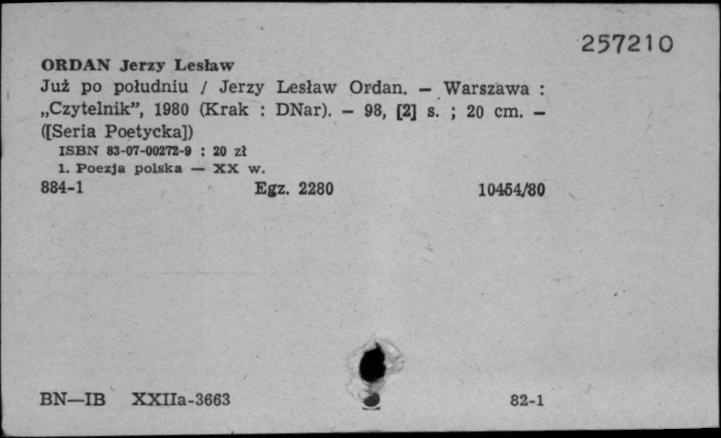 257210
ORDAN Jerzy Lesław
Już po południu / Jerzy Lesław Ordan. — Warszawa :
„Czytelnik”, 1980 (Krak : DNar). — 98, [2] s. ; 20 cm. —
([Seria Poetycka])
ISBN 83-07-00272-9 : 20 zł
1. Poezja polska — XX w.
884-1 Egz. 2280 10454/80
BN—IB XXIIa-3663 82-1